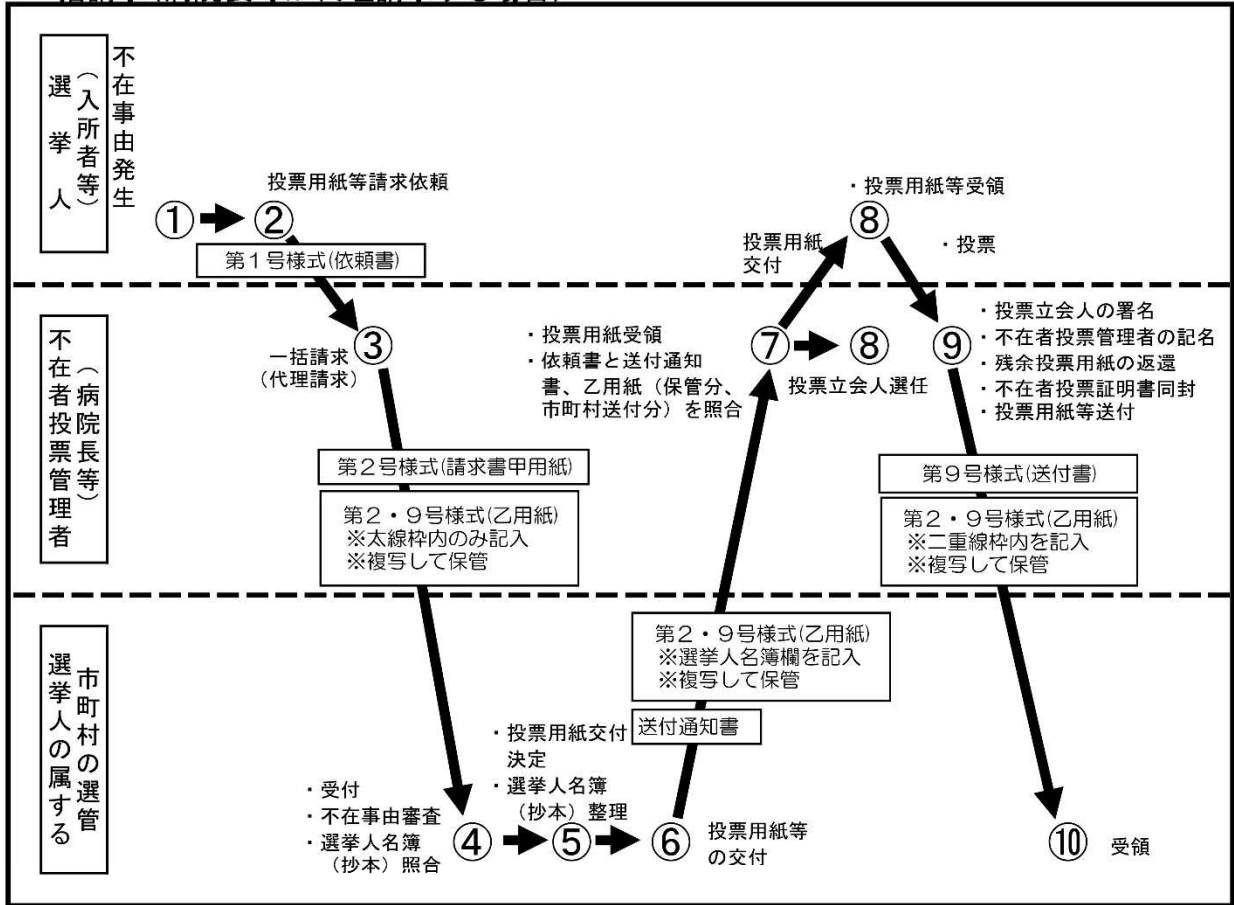 選挙人
（入所者等）
不在事由発生
投票用紙等請求依頼
①
②
第１号様式(依頼書)
・投票用紙等受領
⑧
投票用紙
交付
・投票
不在者投票管理者
（病院長等）
③
一括請求
（代理請求）
第２号様式(請求書甲用紙)
第２・９号様式(乙用紙)
※太線枠内のみ記入
※複写して保管
・投票用紙受領
・依頼書と送付通知
書、乙用紙（保管分、
市町村送付分）を照合
⑦
⑧
投票立会人選任
⑨
・投票立会人の署名
・不在者投票管理者の記名
・残余投票用紙の返還
・不在者投票証明書同封
・投票用紙等送付
第９号様式(送付書)
第２・９号様式(乙用紙)
※二重線枠内を記入
※複写して保管
選挙人の属する
市町村の選管
・受付
・不在事由審査
・選挙人名簿
（抄本）照合
④
・投票用紙交付
決定
・選挙人名簿
（抄本）整理
⑤
⑥
投票用紙等
の交付
第２・９号様式(乙用紙)
※選挙人名簿欄を記入
※複写して保管
送付通知書
⑩
受領